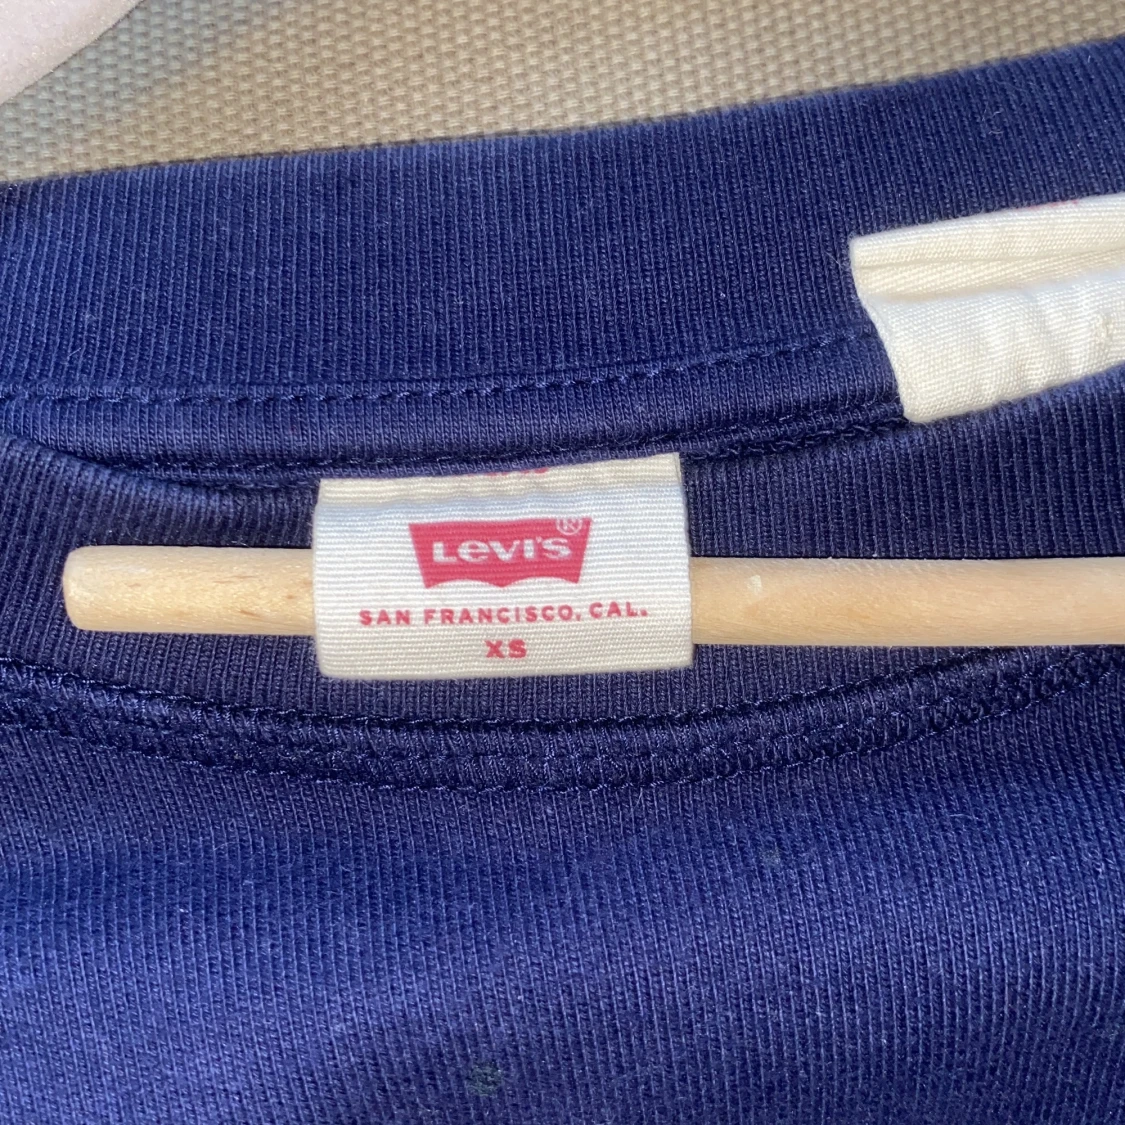 Levi's®
SAN FRANCISCO, CAL.
XS